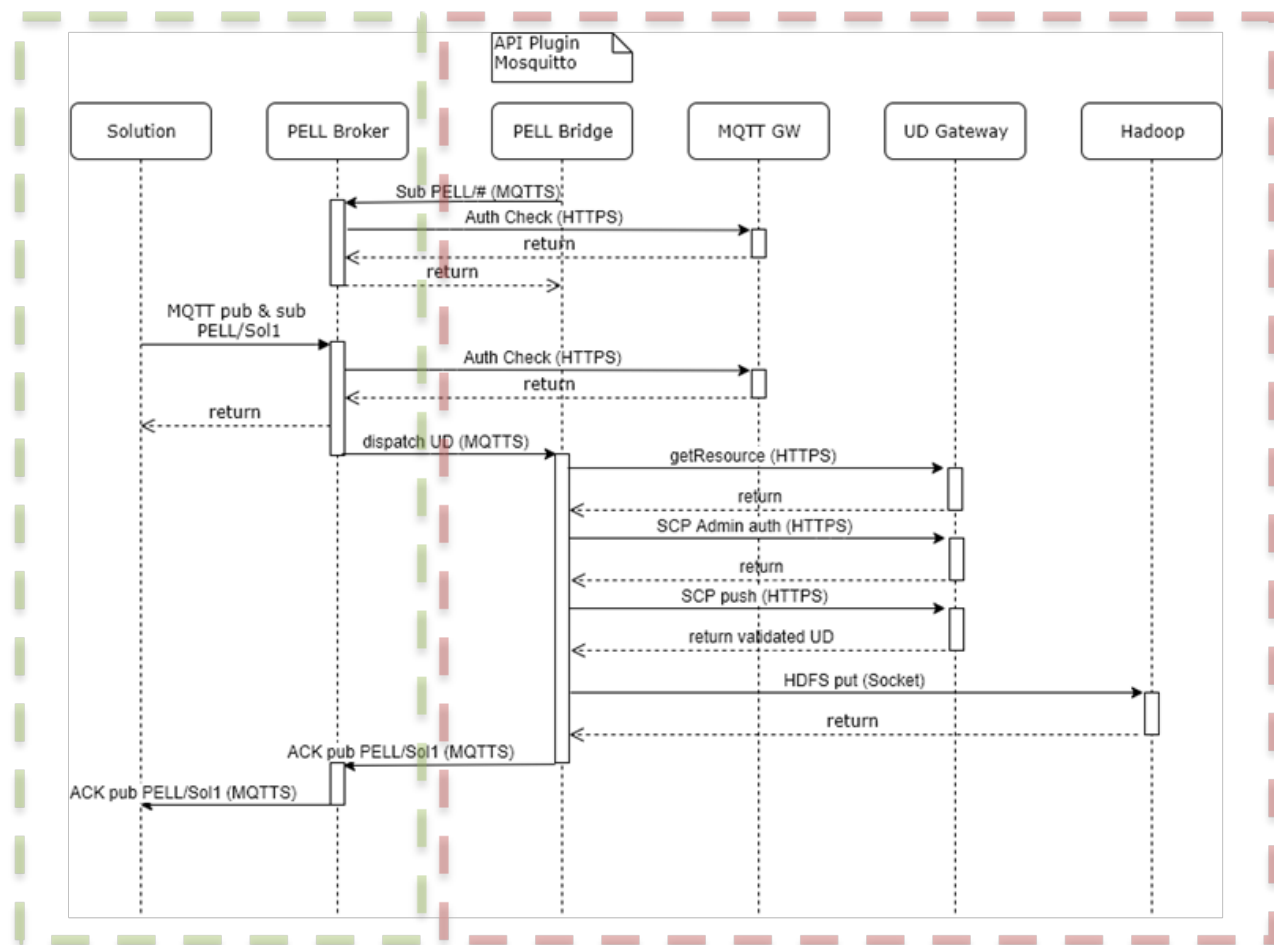 API Plugin
Mosquitto
Solution
PELL Broker
PELL Bridge
MQTT GW
UD Gateway
Hadoop
Sub PELL/# (MQTTS)
Auth Check (HTTPS)
return
return
MQTT pub & sub
PELL/Sol1
Auth Check (HTTPS)
return
return
dispatch UD (MQTTS)
getResource (HTTPS)
return
SCP Admin auth (HTTPS)
return
SCP push (HTTPS)
return validated UD
HDFS put (Socket)
return
ACK pub PELL/Sol1 (MQTTS)
ACK pub PELL/Sol1 (MQTTS)